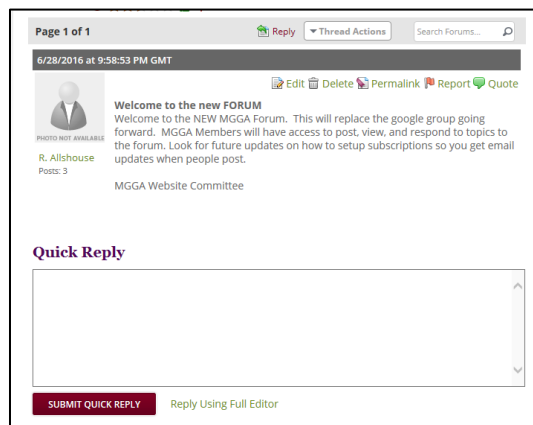 Page 1 of 1 Reply Thread Actions Search Forums...
6/28/2016 at 9:58:53 PM GMT
Edit Delete Permalink Report Quote
PHOTO NOT AVAILABLE
R. Allshouse
Posts: 3
Welcome to the new FORUM
Welcome to the NEW MGGA Forum. This will replace the google group going
forward. MGGA Members will have access to post, view, and respond to topics to
the forum. Look for future updates on how to setup subscriptions so you get email
updates when people post.
MGGA Website Committee
Quick Reply
SUBMIT QUICK REPLY Reply Using Full Editor